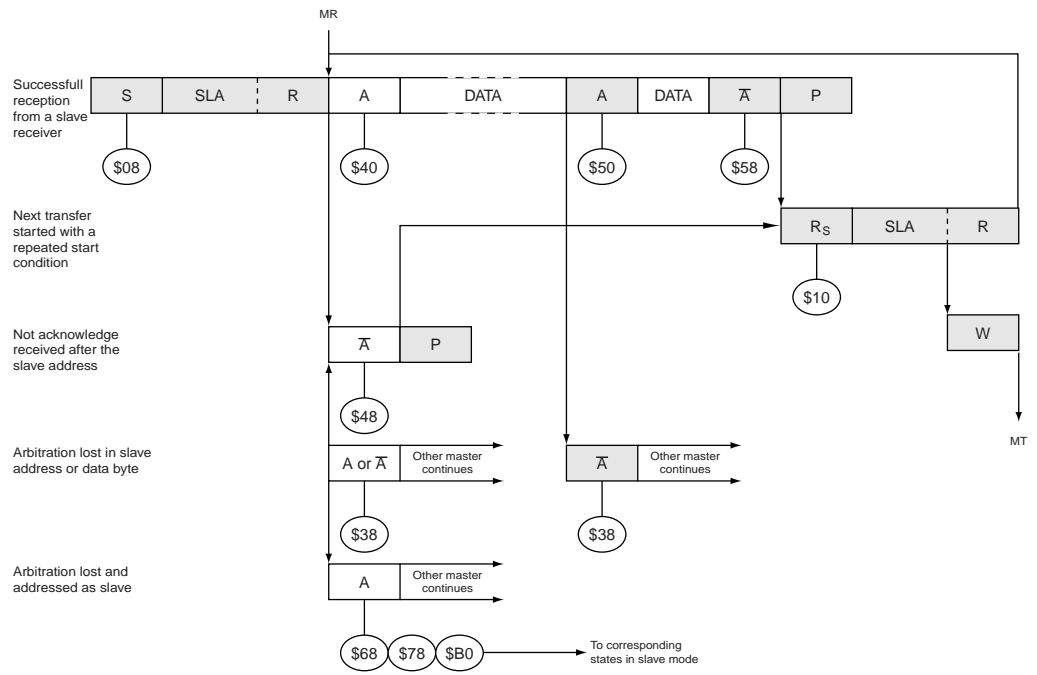 MR
Successfull
reception
from a slave
receiver
S SLA R A DATA A DATA A̅ P
$08 $40 $50 $58
Next transfer
started with a
repeated start
condition
RS SLA R
$10
Not acknowledge
received after the
slave address
A̅ P
W
$48
MT
Arbitration lost in slave
address or data byte
A or A̅
Other master
continues
A̅
Other master
continues
$38 $38
Arbitration lost and
addressed as slave
A
Other master
continues
$68 $78 $B0
To corresponding
states in slave mode